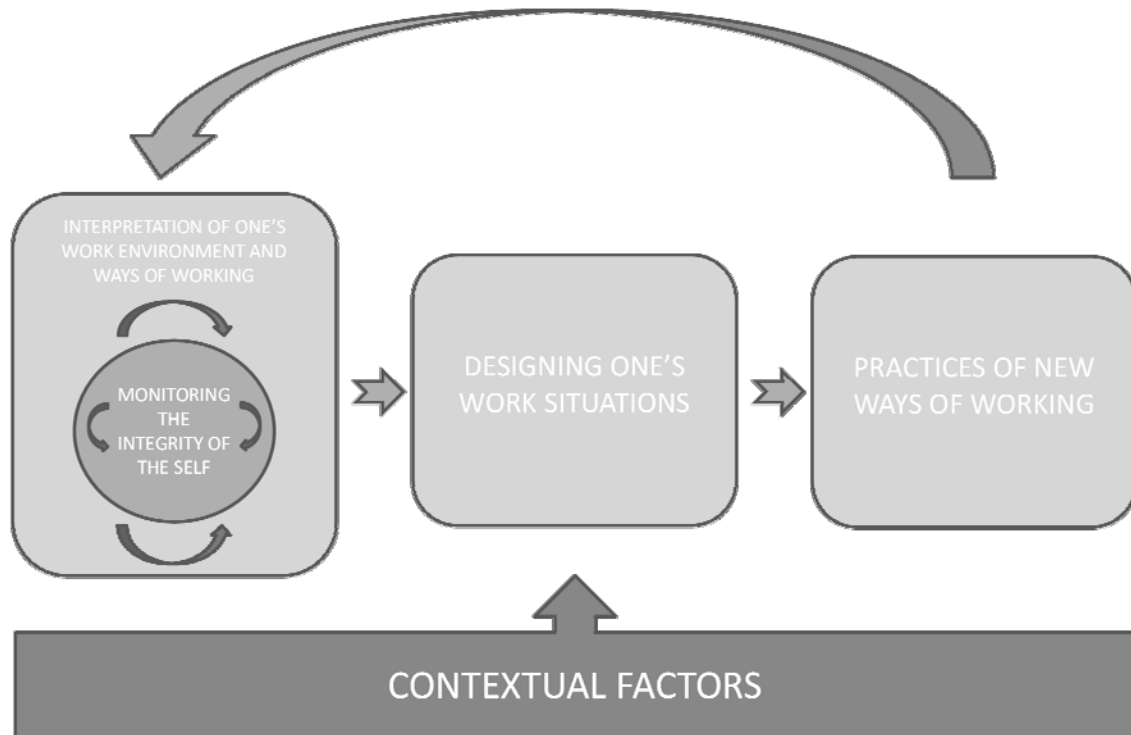 INTERPRETATION OF ONE’S
WORK ENVIRONMENT AND
WAYS OF WORKING
MONITORING
THE
INTEGRITY OF
THE SELF
DESIGNING ONE’S
WORK SITUATIONS
PRACTICES OF NEW
WAYS OF WORKING
CONTEXTUAL FACTORS